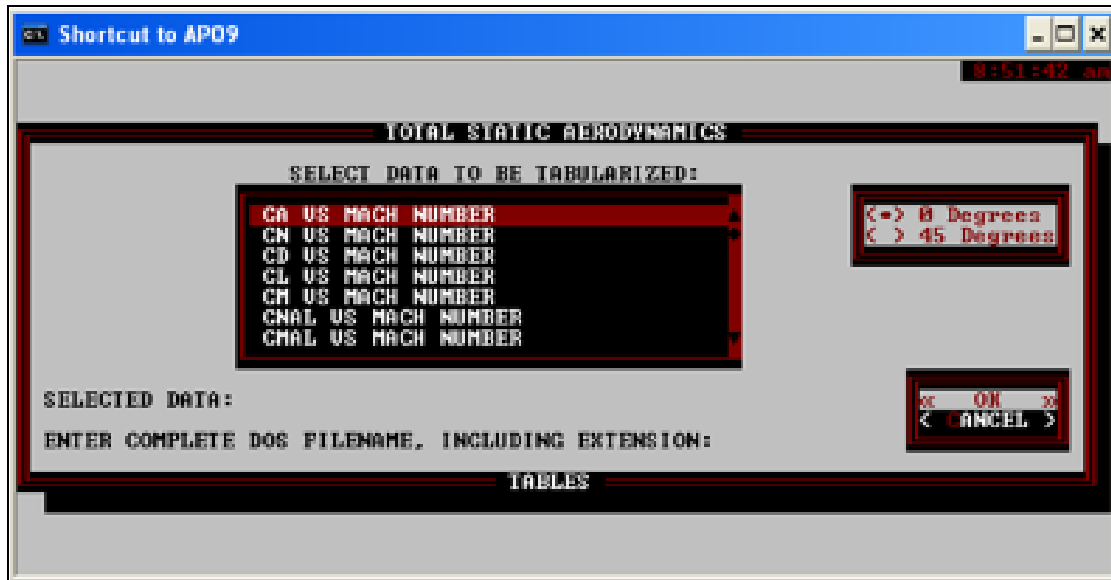 Shortcut to AP09
8:51:42 am
TOTAL STATIC AERODYNAMICS
SELECT DATA TO BE TABULARIZED:
CA VS MACH NUMBER
CN VS MACH NUMBER
CD VS MACH NUMBER
CL VS MACH NUMBER
CM VS MACH NUMBER
CNAL VS MACH NUMBER
CMAL VS MACH NUMBER
(•) 0 Degrees
( ) 45 Degrees
SELECTED DATA:
« OK »
< CANCEL >
ENTER COMPLETE DOS FILENAME, INCLUDING EXTENSION:
TABLES